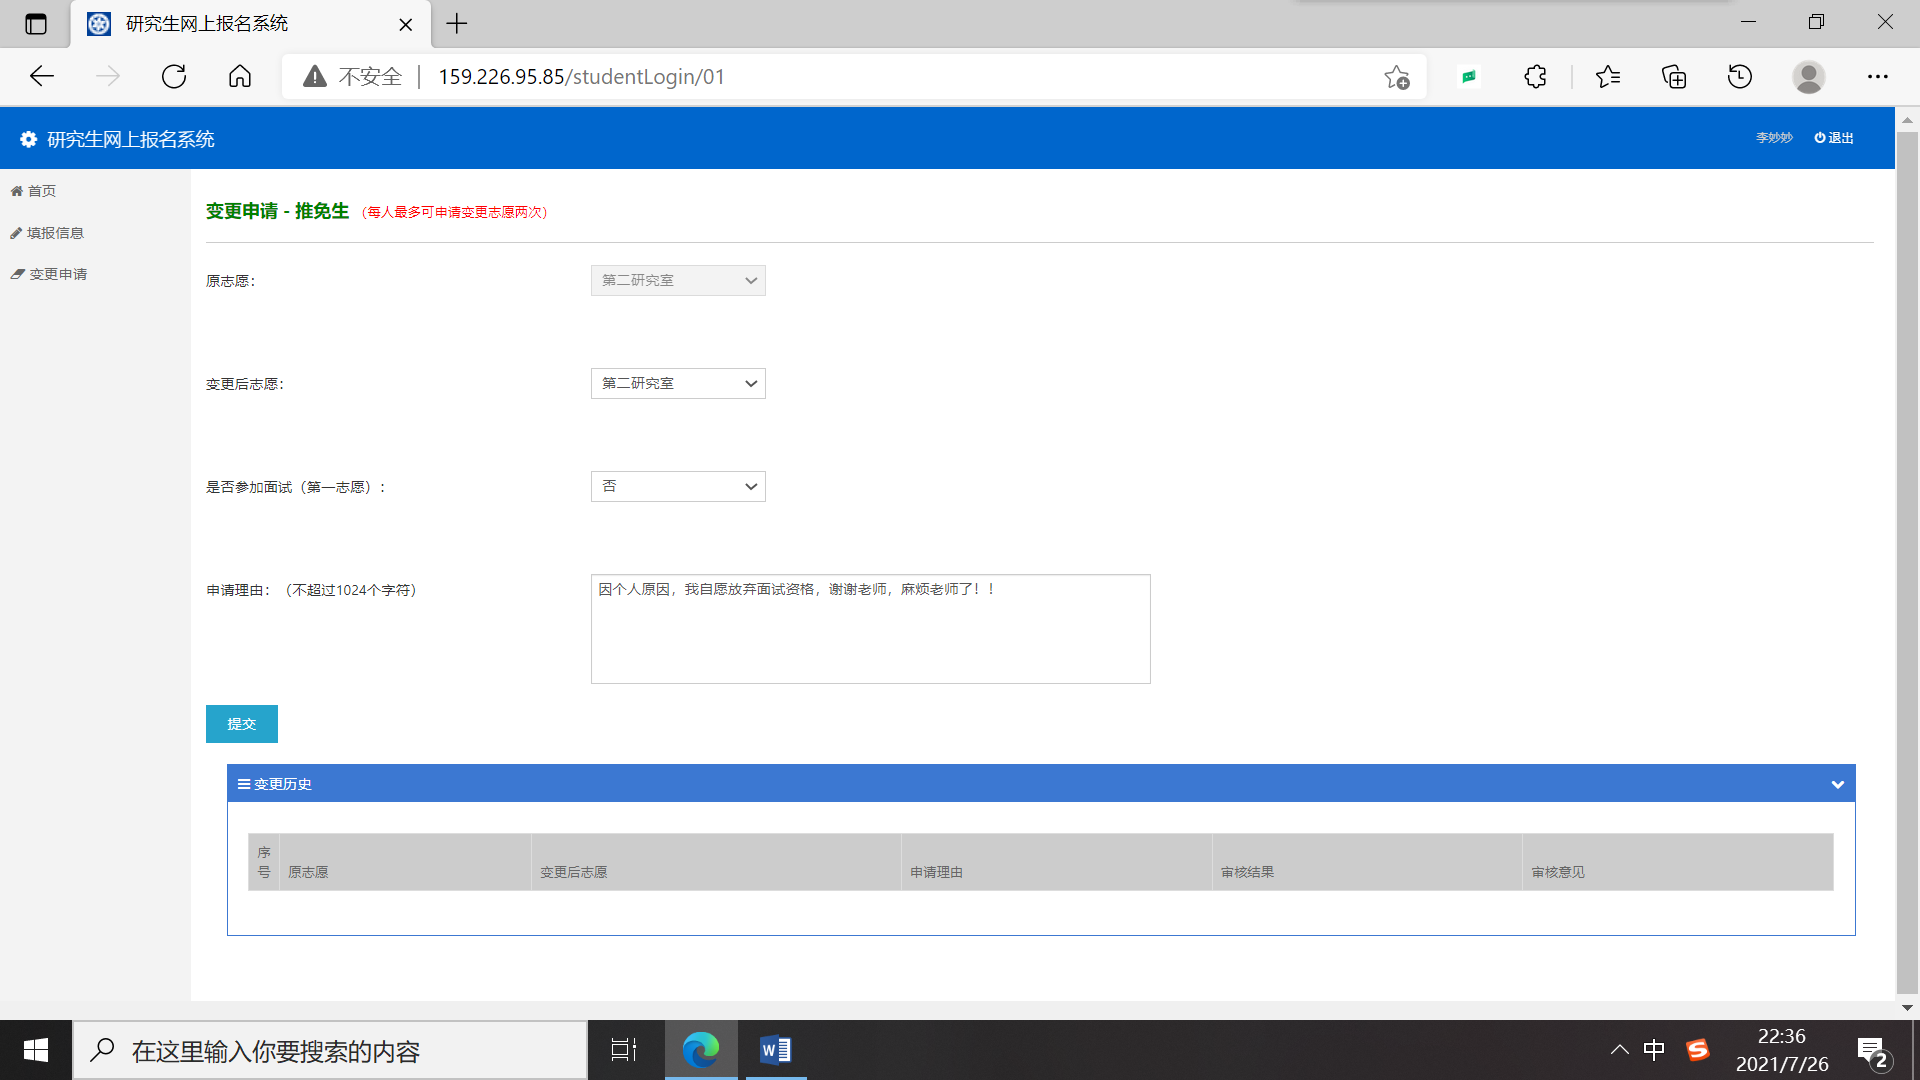 研究生网上报名系统
不安全
159.226.95.85/studentLogin/01
研究生网上报名系统
李妙妙
退出
首页
填报信息
变更申请
变更申请 - 推免生 （每人最多可申请变更志愿两次）
原志愿：
第二研究室
变更后志愿：
第二研究室
是否参加面试（第一志愿）：
否
申请理由：（不超过1024个字符）
因个人原因，我自愿放弃面试资格，谢谢老师，麻烦老师了！！
提交
变更历史
序号
原志愿
变更后志愿
申请理由
审核结果
审核意见
在这里输入你要搜索的内容
中
22:36
2021/7/26
2